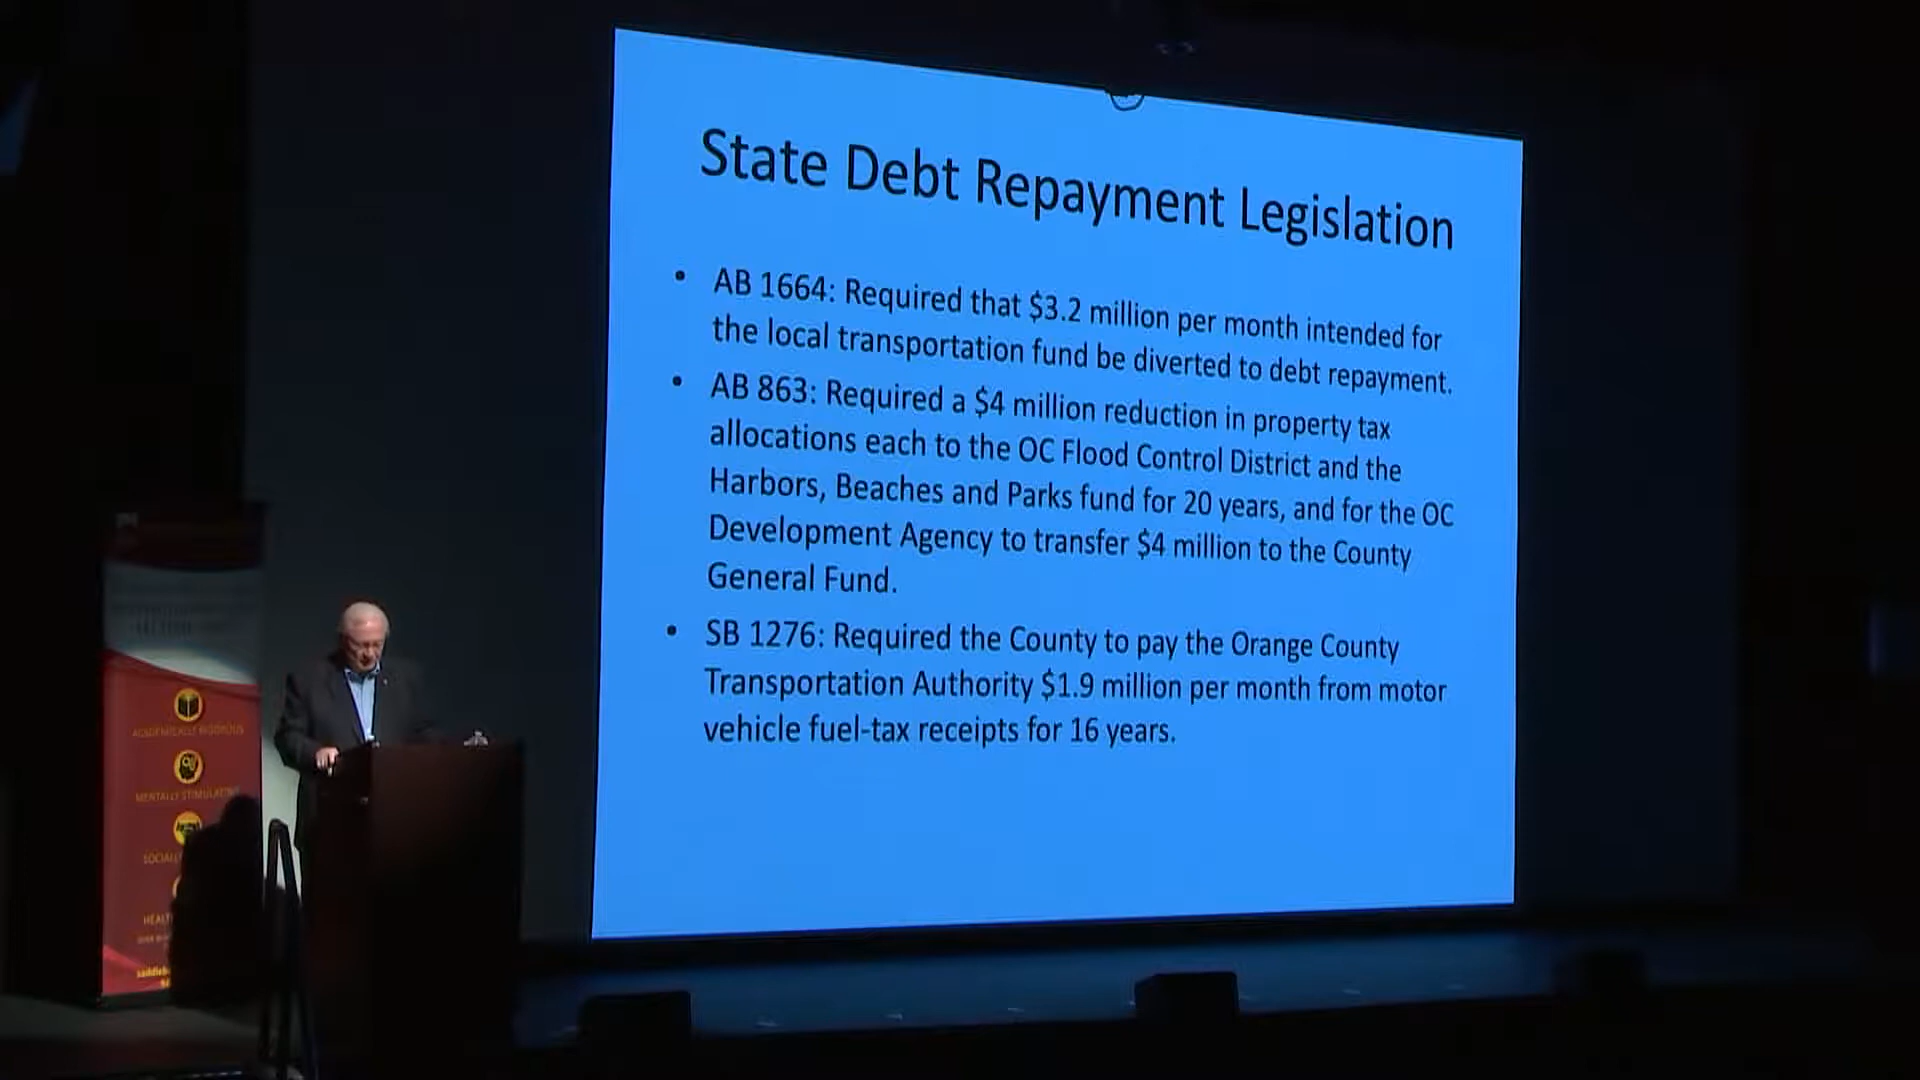 State Debt Repayment Legislation
• AB 1664: Required that $3.2 million per month intended for
the local transportation fund be diverted to debt repayment.
• AB 863: Required a $4 million reduction in property tax
allocations each to the OC Flood Control District and the
Harbors, Beaches and Parks fund for 20 years, and for the OC
Development Agency to transfer $4 million to the County
General Fund.
• SB 1276: Required the County to pay the Orange County
Transportation Authority $1.9 million per month from motor
vehicle fuel-tax receipts for 16 years.
ACADEMICALLY RIGOROUS
MENTALLY STIMULATING